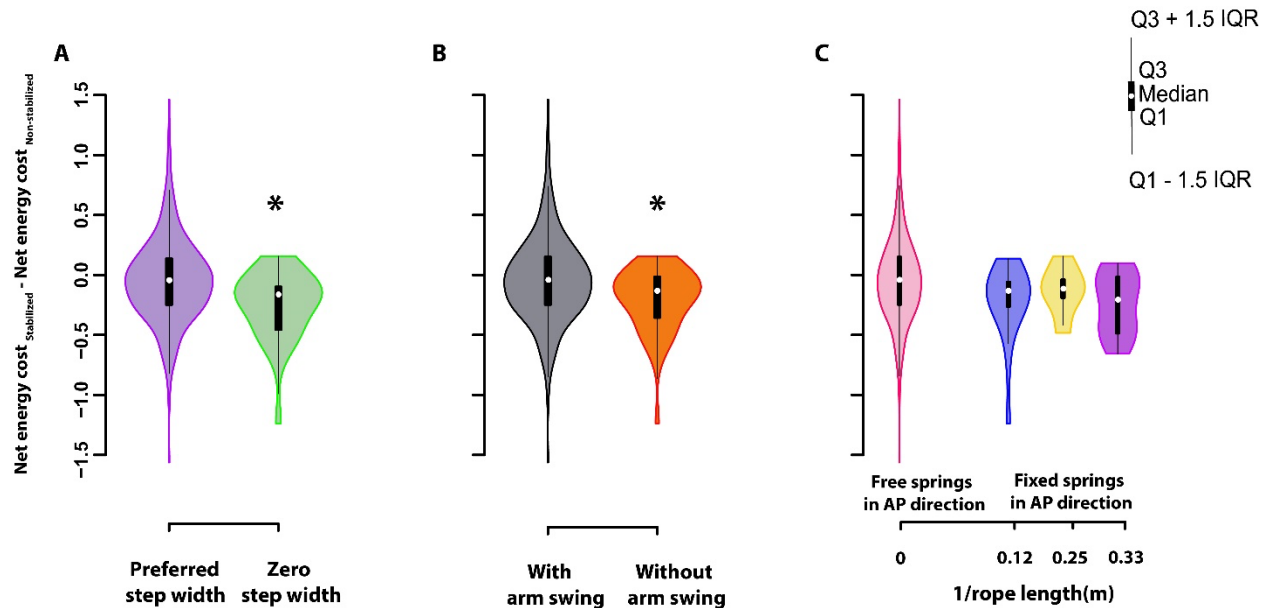 A
B
C
Q3 + 1.5 IQR
Q3
Median
Q1
Q1 - 1.5 IQR
Net energy cost Stabilized - Net energy cost Non-stabilized
1.5
1.0
0.5
0.0
−0.5
−1.0
−1.5
*
*
Preferred
step width
Zero
step width
With
arm swing
Without
arm swing
Free springs
in AP direction
Fixed springs
in AP direction
0
0.12
0.25
0.33
1/rope length(m)